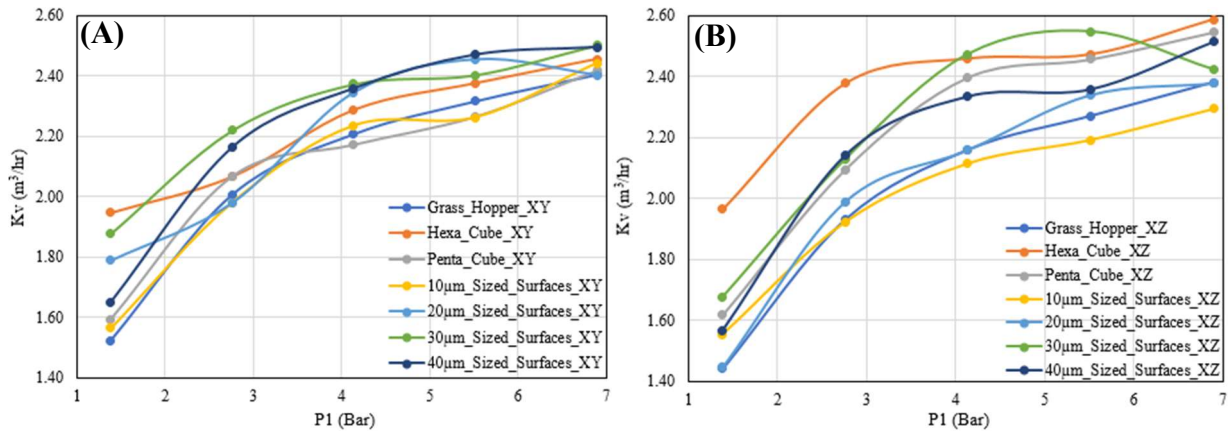 (A)
2.60
2.40
2.20
2.00
1.80
1.60
1.40
Kv (m³/hr)
1 2 3 4 5 6 7
P1 (Bar)
Grass_Hopper_XY
Hexa_Cube_XY
Penta_Cube_XY
10µm_Sized_Surfaces_XY
20µm_Sized_Surfaces_XY
30µm_Sized_Surfaces_XY
40µm_Sized_Surfaces_XY
(B)
2.60
2.40
2.20
2.00
1.80
1.60
1.40
Kv (m³/hr)
1 2 3 4 5 6 7
P1 (Bar)
Grass_Hopper_XZ
Hexa_Cube_XZ
Penta_Cube_XZ
10µm_Sized_Surfaces_XZ
20µm_Sized_Surfaces_XZ
30µm_Sized_Surfaces_XZ
40µm_Sized_Surfaces_XZ